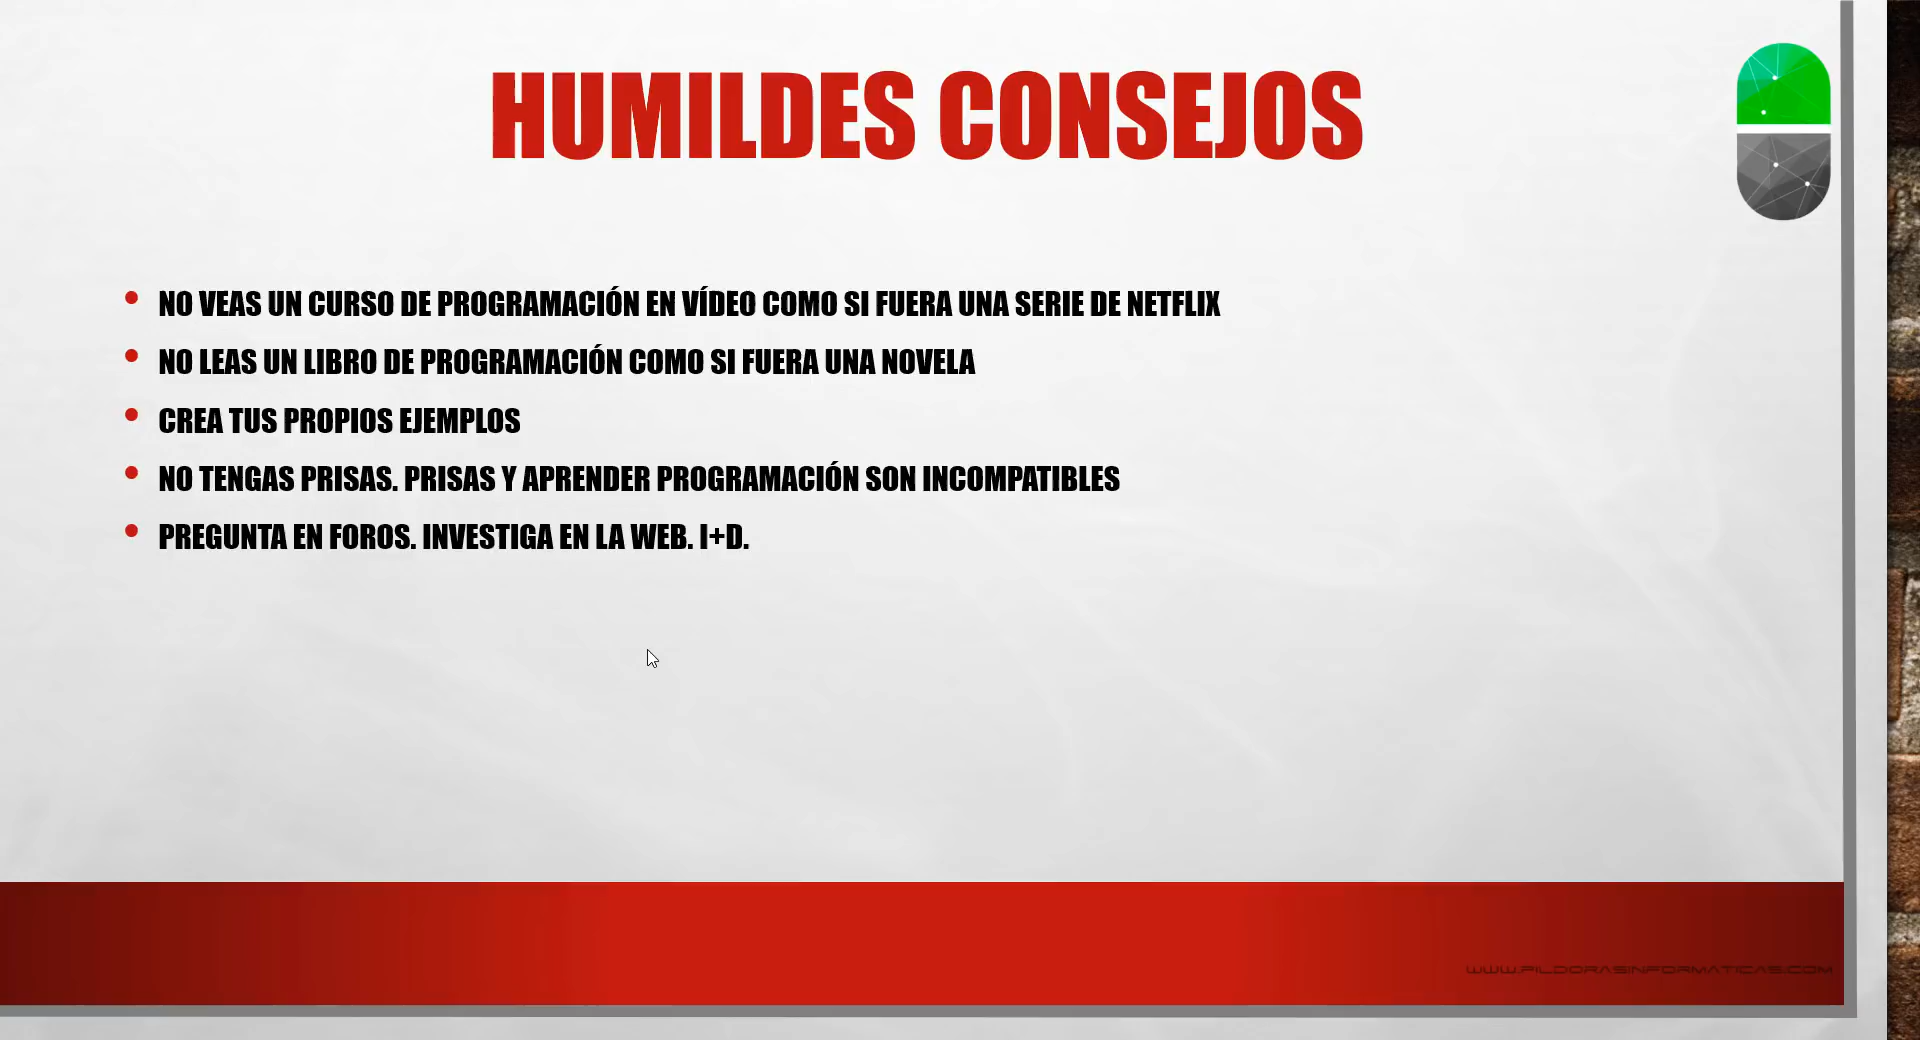 HUMILDES CONSEJOS
NO VEAS UN CURSO DE PROGRAMACIÓN EN VÍDEO COMO SI FUERA UNA SERIE DE NETFLIX
NO LEAS UN LIBRO DE PROGRAMACIÓN COMO SI FUERA UNA NOVELA
CREA TUS PROPIOS EJEMPLOS
NO TENGAS PRISAS. PRISAS Y APRENDER PROGRAMACIÓN SON INCOMPATIBLES
PREGUNTA EN FOROS. INVESTIGA EN LA WEB. I+D.
WWW.PILDORASINFORMATICAS.COM